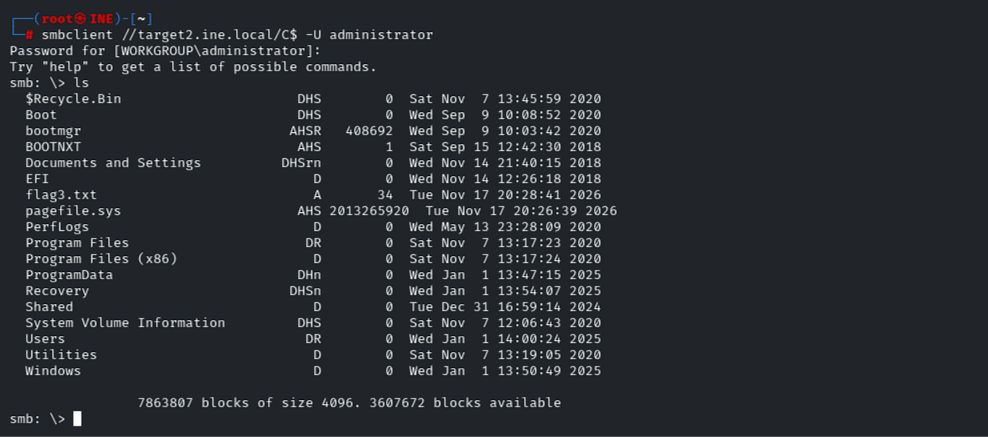 ┌──(root㉿INE)-[~]
└─# smbclient //target2.ine.local/C$ -U administrator
Password for [WORKGROUP\administrator]:
Try "help" to get a list of possible commands.
smb: \> ls
  $Recycle.Bin                      DHS        0  Sat Nov  7 13:45:59 2020
  Boot                              DHS        0  Wed Sep  9 10:08:52 2020
  bootmgr                          AHSR   408692  Wed Sep  9 10:03:42 2020
  BOOTNXT                           AHS        1  Sat Sep 15 12:42:30 2018
  Documents and Settings          DHSrn        0  Wed Nov 14 21:40:15 2018
  EFI                                 D        0  Wed Nov 14 12:26:18 2018
  flag3.txt                           A       34  Tue Nov 17 20:28:41 2026
  pagefile.sys                      AHS 2013265920  Tue Nov 17 20:26:39 2026
  PerfLogs                            D        0  Wed May 13 23:28:09 2020
  Program Files                      DR        0  Sat Nov  7 13:17:23 2020
  Program Files (x86)                 D        0  Sat Nov  7 13:17:24 2020
  ProgramData                       DHn        0  Wed Jan  1 13:47:15 2025
  Recovery                         DHSn        0  Wed Jan  1 13:54:07 2025
  Shared                              D        0  Tue Dec 31 16:59:14 2024
  System Volume Information         DHS        0  Sat Nov  7 12:06:43 2020
  Users                              DR        0  Wed Jan  1 14:00:24 2025
  Utilities                           D        0  Sat Nov  7 13:19:05 2020
  Windows                             D        0  Wed Jan  1 13:50:49 2025
                7863807 blocks of size 4096. 3607672 blocks available
smb: \>